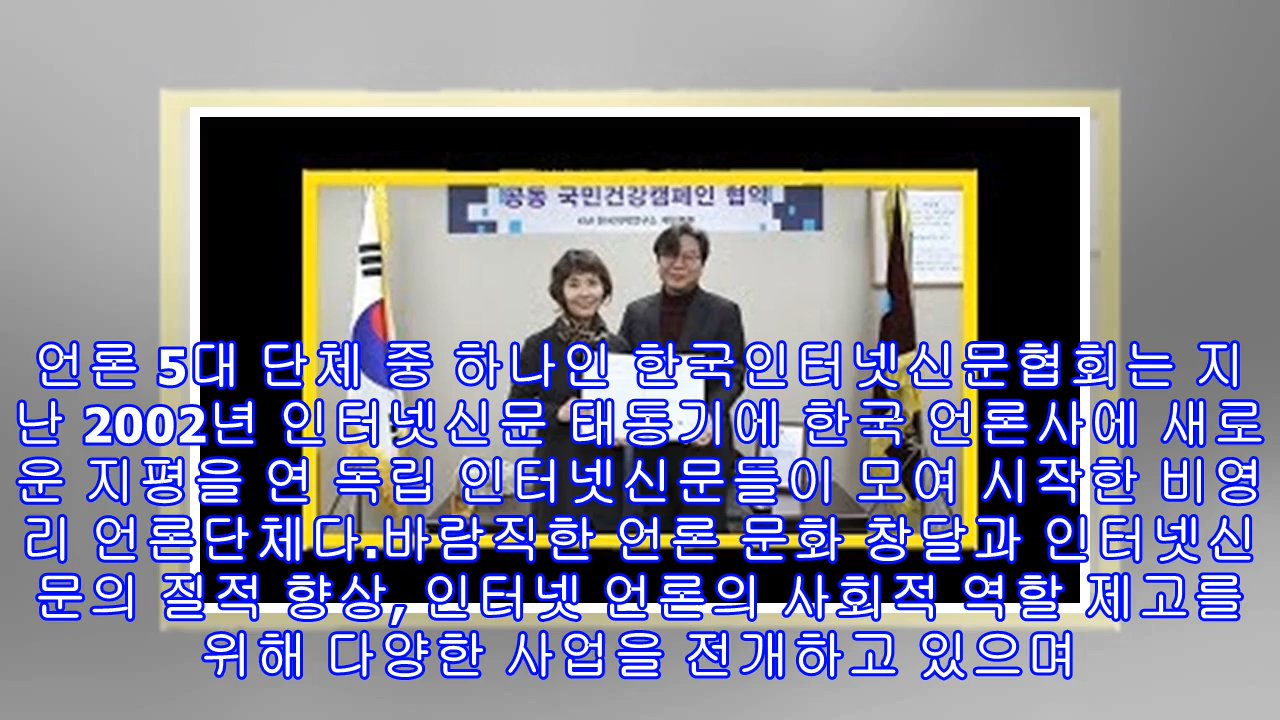 공동 국민건강캠페인 협약
언론 5대 단체 중 하나인 한국인터넷신문협회는 지
난 2002년 인터넷신문 태동기에 한국 언론사에 새로
운 지평을 연 독립 인터넷신문들이 모여 시작한 비영
리 언론단체다.바람직한 언론 문화 창달과 인터넷신
문의 질적 향상, 인터넷 언론의 사회적 역할 제고를
위해 다양한 사업을 전개하고 있으며